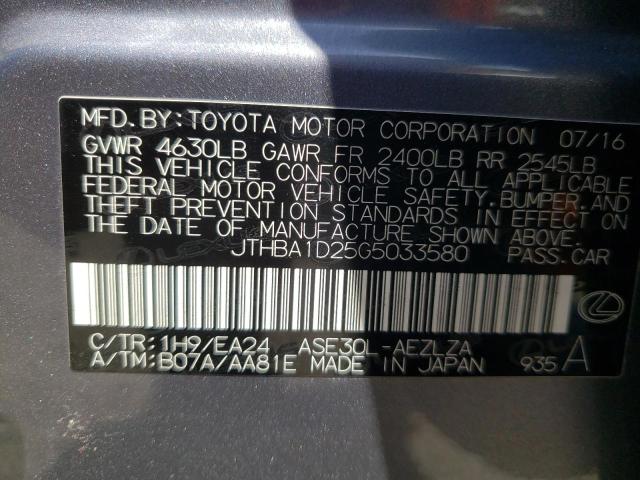 MFD. BY: TOYOTA MOTOR CORPORATION 07/16
GVWR 4630LB GAWR FR 2400LB RR 2545LB
THIS VEHICLE CONFORMS TO ALL APPLICABLE
FEDERAL MOTOR VEHICLE SAFETY, BUMPER, AND
THEFT PREVENTION STANDARDS IN EFFECT ON
THE DATE OF MANUFACTURE SHOWN ABOVE.
JTHBA1D25G5033580 PASS.CAR
C/TR: 1H9/EA24 ASE30L-AEZLZA
A/TM: B07A/AA81E MADE IN JAPAN 935 A